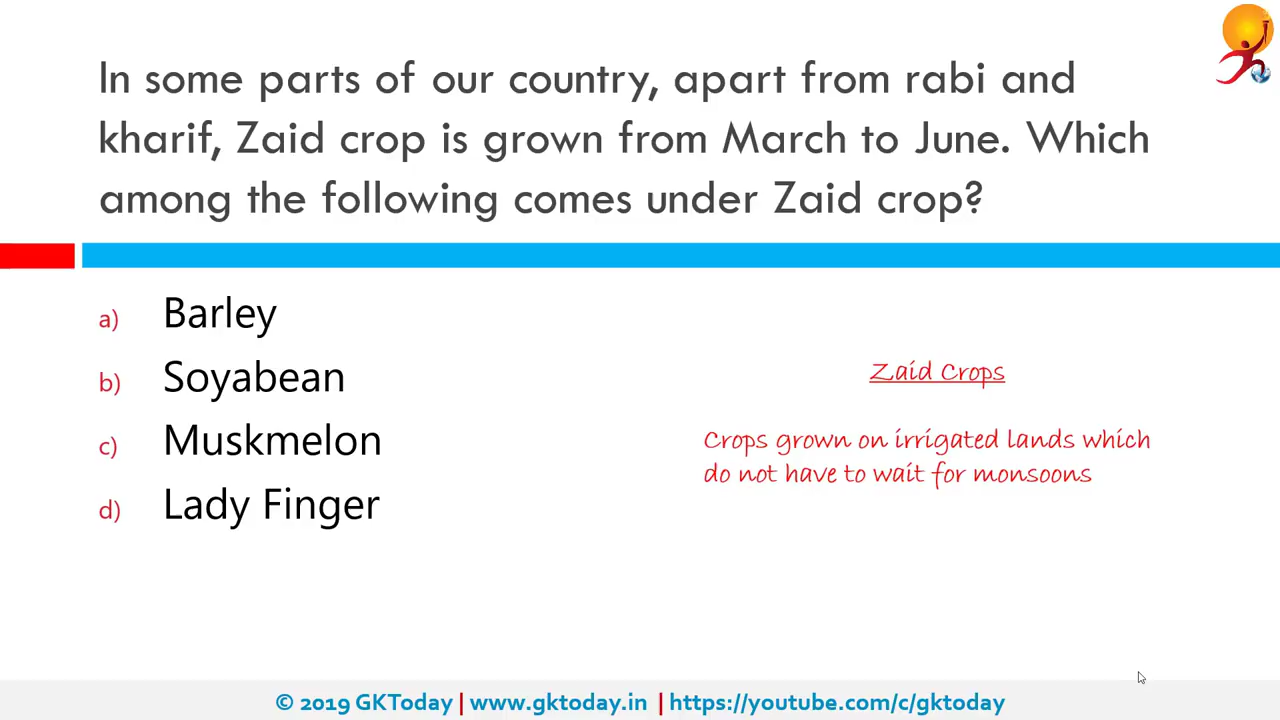 In some parts of our country, apart from rabi and
kharif, Zaid crop is grown from March to June. Which
among the following comes under Zaid crop?
a) Barley
b) Soyabean
c) Muskmelon
d) Lady Finger
Zaid Crops
Crops grown on irrigated lands which
do not have to wait for monsoons
© 2019 GKToday | www.gktoday.in | https://youtube.com/c/gktoday